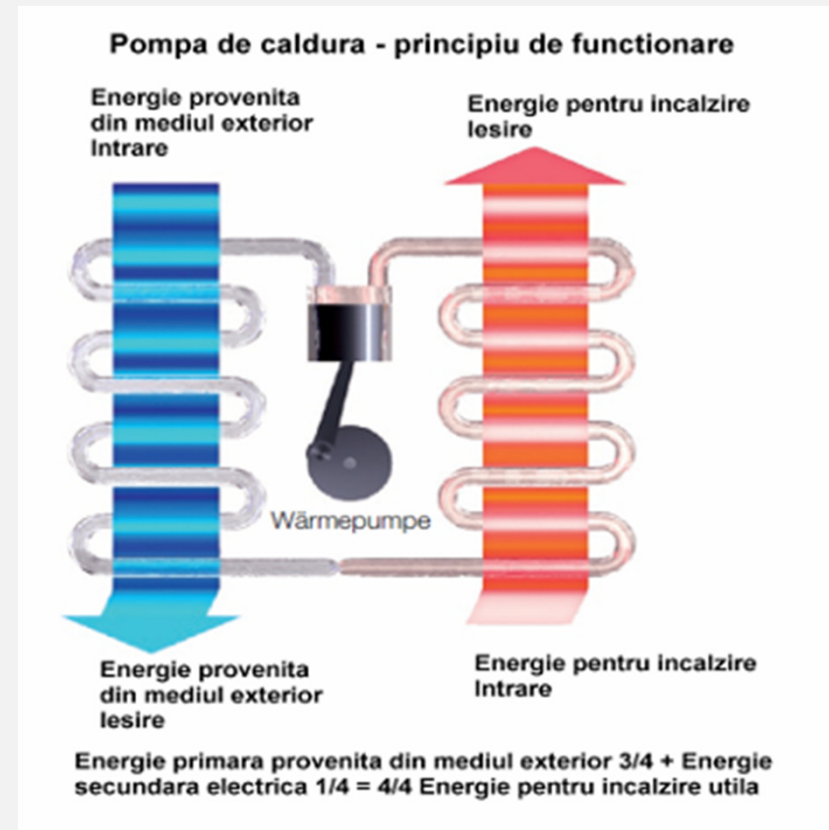 Pompa de caldura - principiu de functionare
Energie provenita
din mediul exterior
Intrare
Energie pentru incalzire
Iesire
Wärmepumpe
Energie provenita
din mediul exterior
Iesire
Energie pentru incalzire
Intrare
Energie primara provenita din mediul exterior 3/4 + Energie
secundara electrica 1/4 = 4/4 Energie pentru incalzire utila